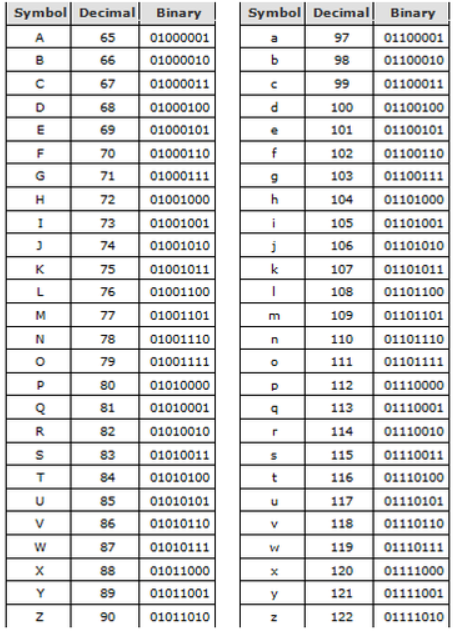 Symbol Decimal Binary Symbol Decimal Binary
A 65 01000001 a 97 01100001
B 66 01000010 b 98 01100010
C 67 01000011 c 99 01100011
D 68 01000100 d 100 01100100
E 69 01000101 e 101 01100101
F 70 01000110 f 102 01100110
G 71 01000111 g 103 01100111
H 72 01001000 h 104 01101000
I 73 01001001 i 105 01101001
J 74 01001010 j 106 01101010
K 75 01001011 k 107 01101011
L 76 01001100 l 108 01101100
M 77 01001101 m 109 01101101
N 78 01001110 n 110 01101110
O 79 01001111 o 111 01101111
P 80 01010000 p 112 01110000
Q 81 01010001 q 113 01110001
R 82 01010010 r 114 01110010
S 83 01010011 s 115 01110011
T 84 01010100 t 116 01110100
U 85 01010101 u 117 01110101
V 86 01010110 v 118 01110110
W 87 01010111 w 119 01110111
X 88 01011000 x 120 01111000
Y 89 01011001 y 121 01111001
Z 90 01011010 z 122 01111010